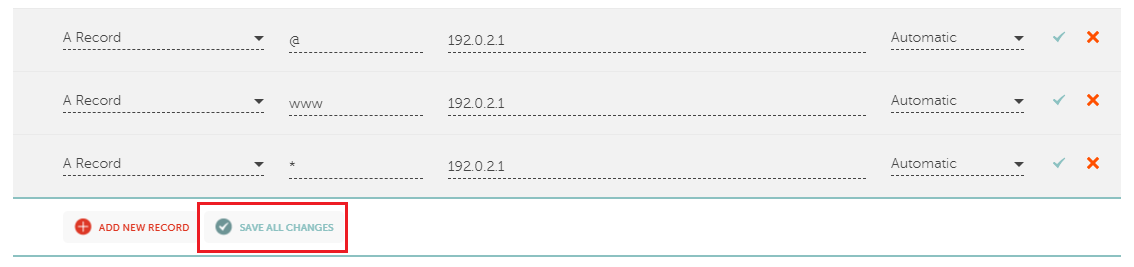 A Record @ 192.0.2.1 Automatic
A Record www 192.0.2.1 Automatic
A Record * 192.0.2.1 Automatic
ADD NEW RECORD SAVE ALL CHANGES